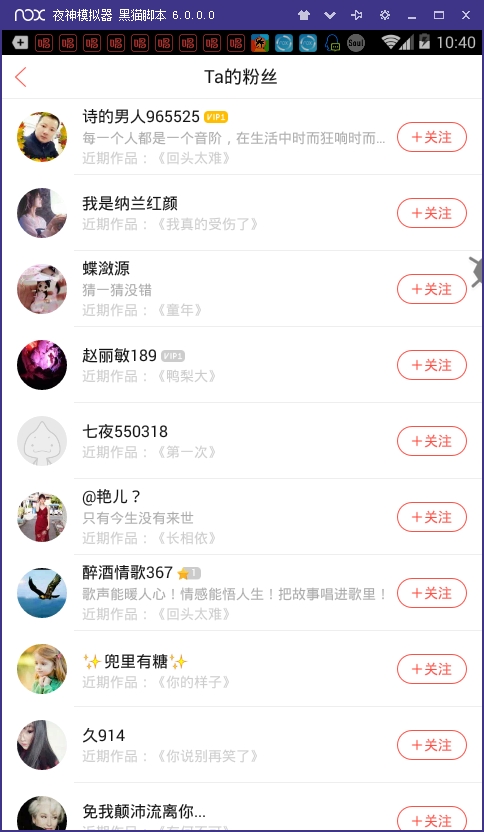 nox 夜神模拟器 黑猫脚本 6.0.0.0
唱 唱 唱 唱 唱 唱 唱 唱 唱 Soul 10:40
Ta的粉丝
诗的男人965525 VIP1
每一个人都是一个音阶，在生活中时而狂响时而...
近期作品：《回头太难》
+关注
我是纳兰红颜
近期作品：《我真的受伤了》
+关注
蝶潋源
猜一猜没错
近期作品：《童年》
+关注
赵丽敏189 VIP1
近期作品：《鸭梨大》
+关注
七夜550318
近期作品：《第一次》
+关注
@艳儿？
只有今生没有来世
近期作品：《长相依》
+关注
醉酒情歌367 1
歌声能暖人心！情感能悟人生！把故事唱进歌里！
近期作品：《回头太难》
+关注
✨兜里有糖✨
近期作品：《你的样子》
+关注
久914
近期作品：《你说别再笑了》
+关注
免我颠沛流离你...
+关注